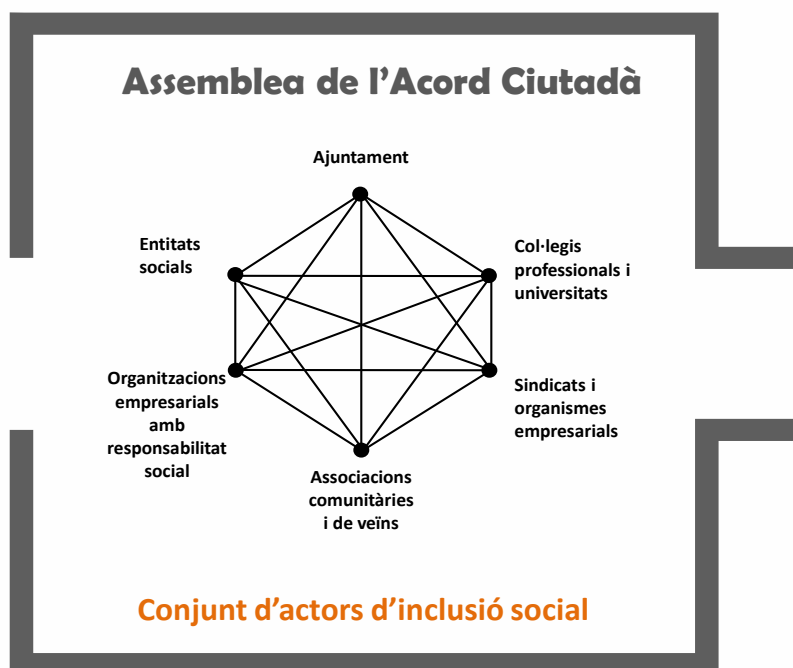 Assemblea de l’Acord Ciutadà
Ajuntament
Entitats
socials
Col·legis
professionals i
universitats
Organitzacions
empresarials
amb
responsabilitat
social
Sindicats i
organismes
empresarials
Associacions
comunitàries
i de veïns
Conjunt d’actors d’inclusió social